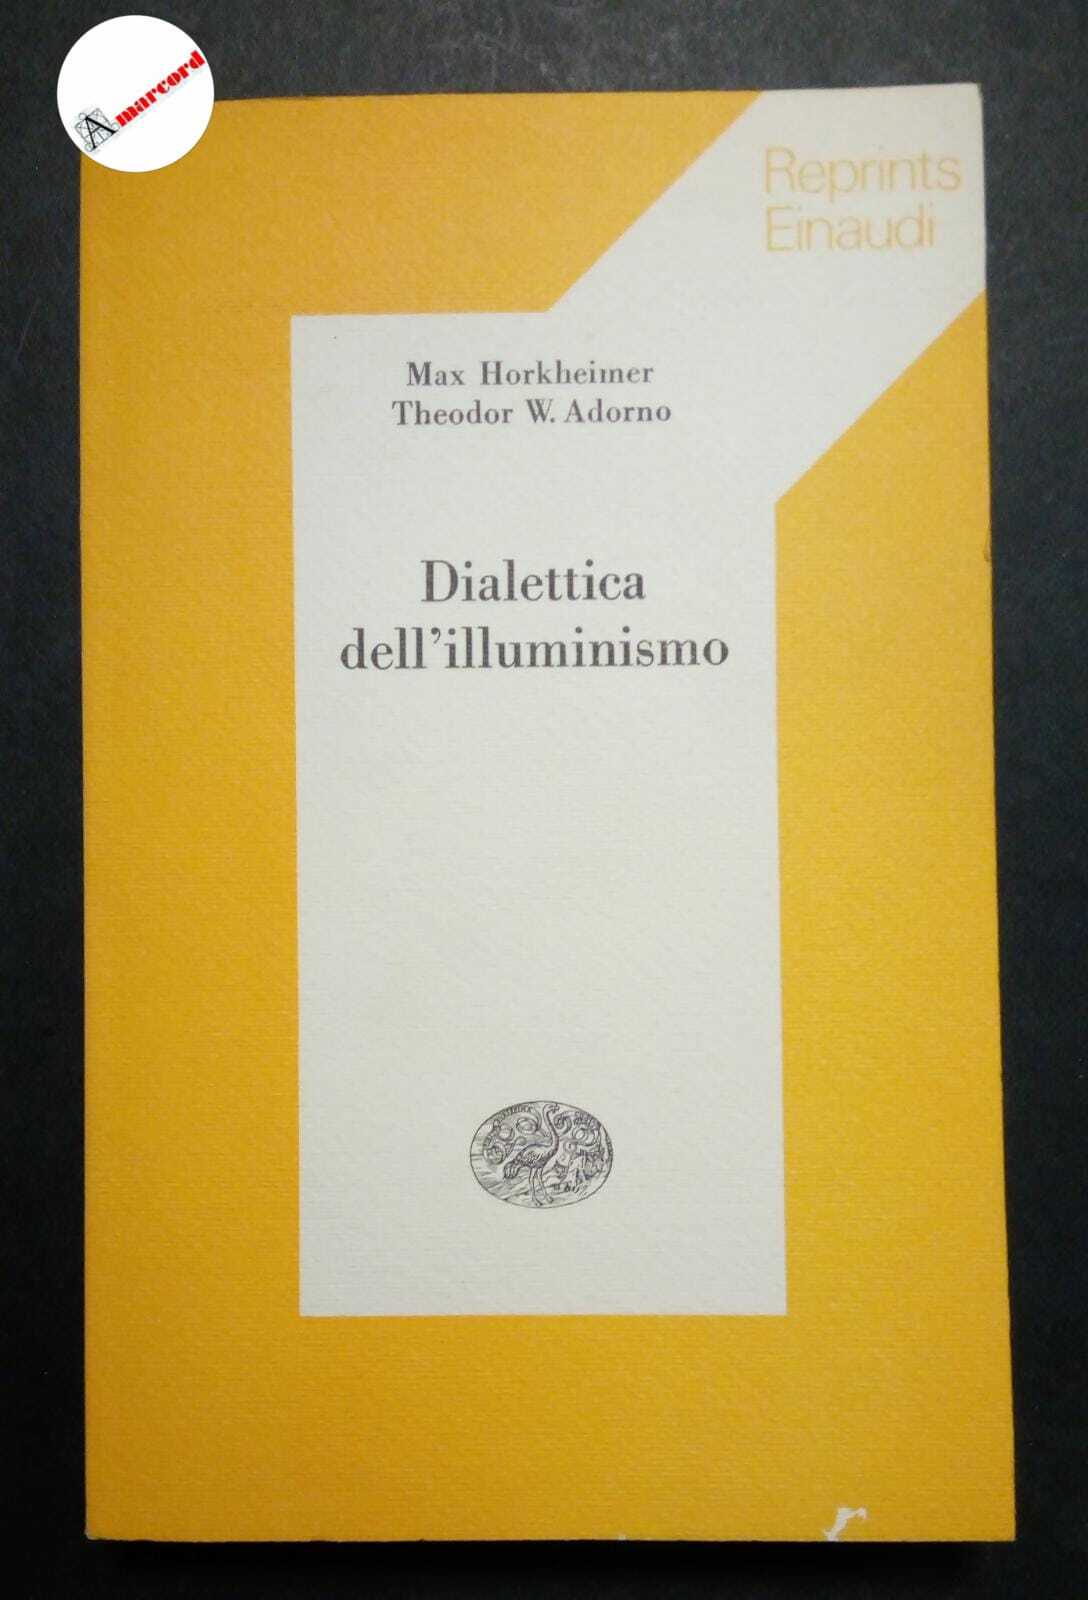 Amarcord
Reprints
Einaudi
Max Horkheimer
Theodor W. Adorno
Dialettica
dell'illuminismo